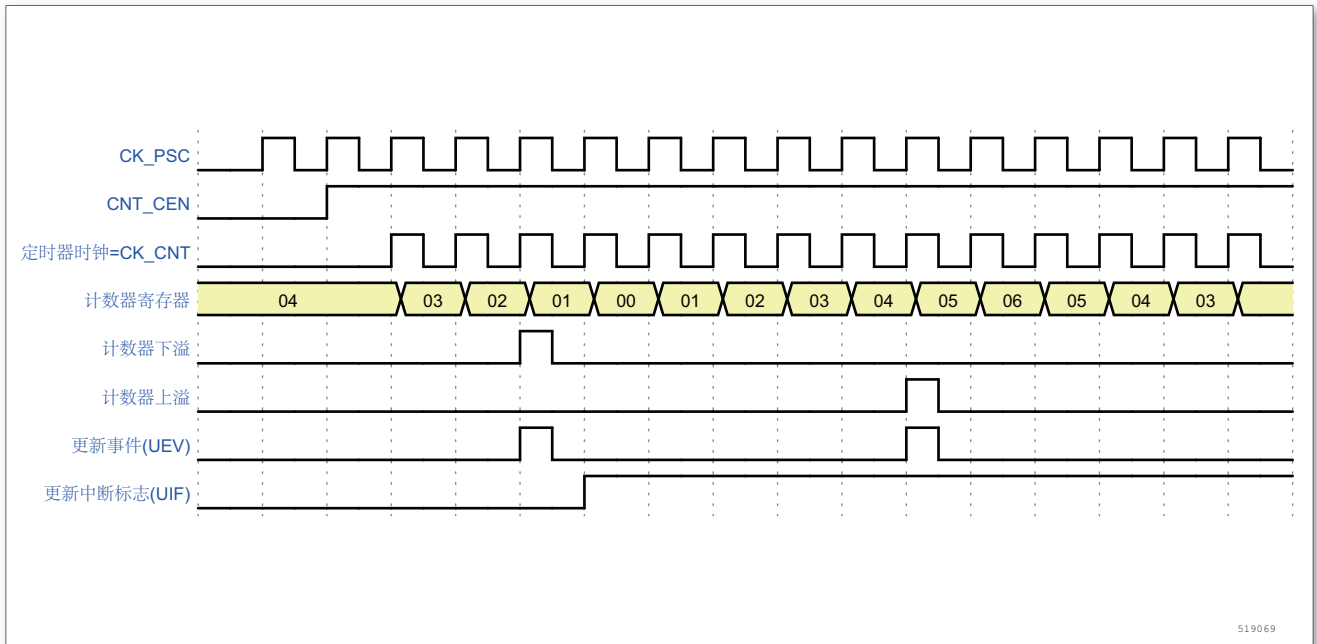 CK_PSC
CNT_CEN
定时器时钟=CK_CNT
计数器寄存器 04 03 02 01 00 01 02 03 04 05 06 05 04 03
计数器下溢
计数器上溢
更新事件(UEV)
更新中断标志(UIF)
519069